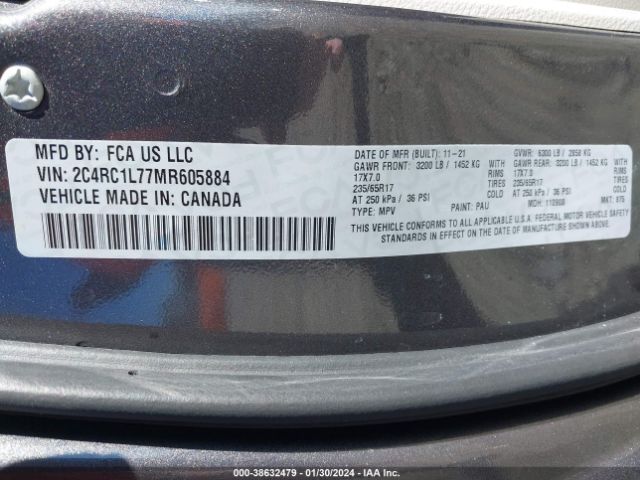 MFD BY: FCA US LLC
VIN: 2C4RC1L77MR605884
VEHICLE MADE IN: CANADA
DATE OF MFR (BUILT): 11-21 GVWR: 6300 LB / 2858 KG
GAWR FRONT: 3200 LB / 1452 KG GAWR REAR: 3200 LB / 1452 KG
17X7.0 RIMS 17X7.0 RIMS
235/65R17 TIRES 235/65R17 TIRES
AT 250 kPa / 36 PSI COLD AT 250 kPa / 36 PSI COLD
TYPE: MPV PAINT: PAU MDH: 110908 MKT: 975
THIS VEHICLE CONFORMS TO ALL APPLICABLE U.S.A. FEDERAL MOTOR VEHICLE SAFETY
STANDARDS IN EFFECT ON THE DATE OF MANUFACTURE SHOWN ABOVE.
© - 38632479 - 01/30/2024 - IAA Inc.